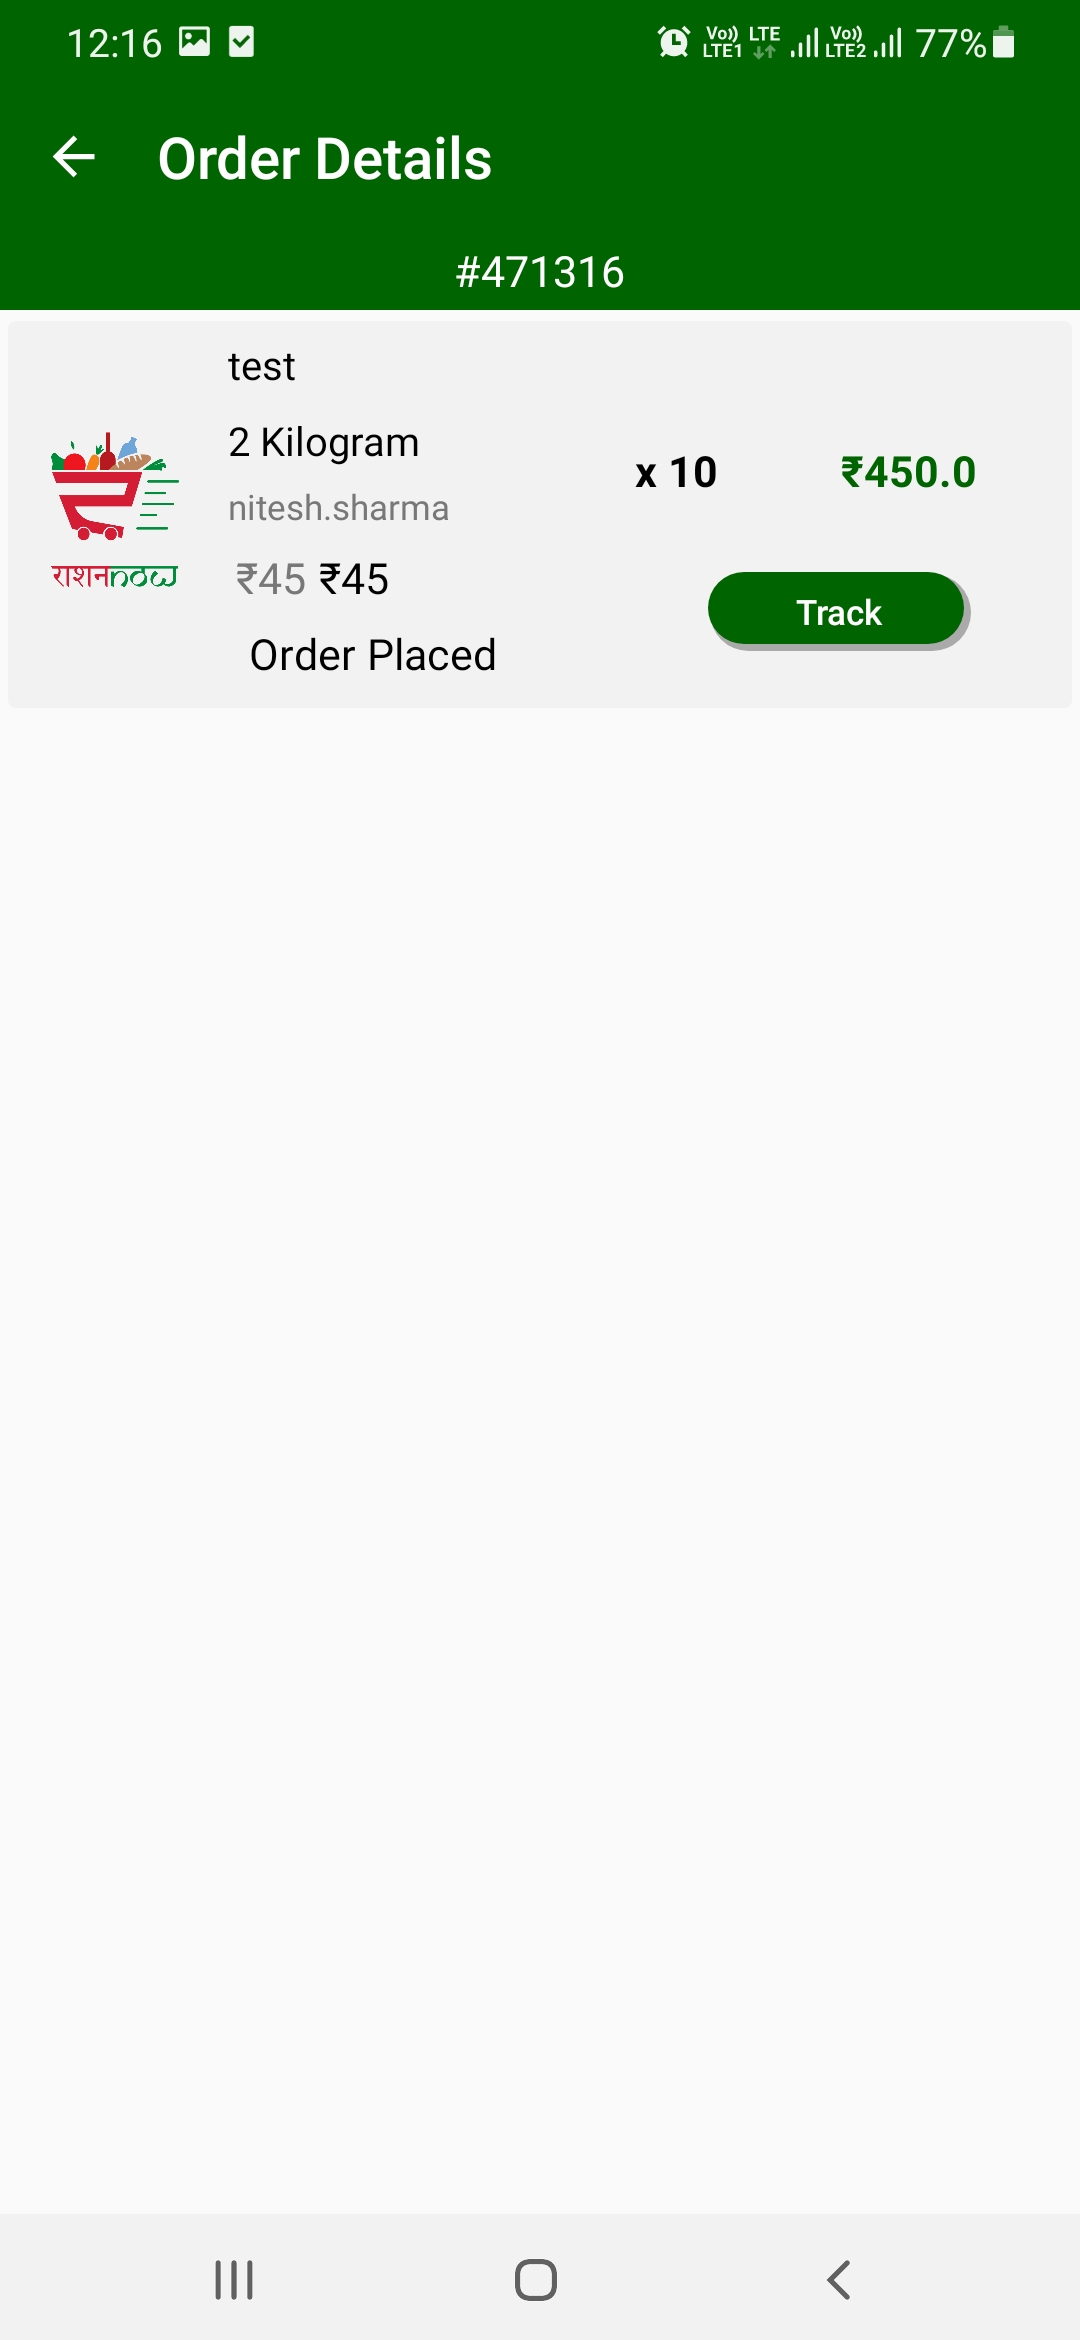 12:16 Vo)) LTE1 LTE Vo)) LTE2 77%
Order Details
#471316
test
2 Kilogram
x 10 ₹450.0
nitesh.sharma
राशनnow
₹45 ₹45
Track
Order Placed